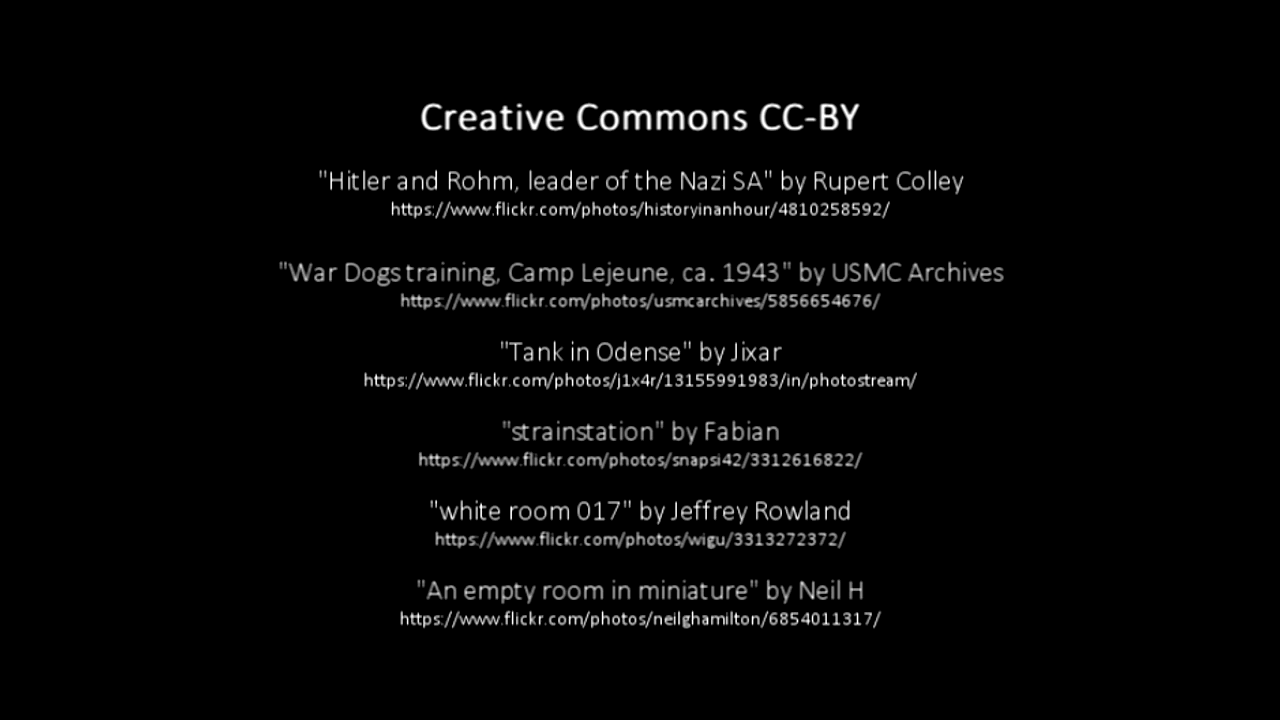 Creative Commons CC-BY
"Hitler and Rohm, leader of the Nazi SA" by Rupert Colley
https://www.flickr.com/photos/historyinanhour/4810258592/
"War Dogs training, Camp Lejeune, ca. 1943" by USMC Archives
https://www.flickr.com/photos/usmcarchives/5856654676/
"Tank in Odense" by Jixar
https://www.flickr.com/photos/j1x4r/13155991983/in/photostream/
"strainstation" by Fabian
https://www.flickr.com/photos/snapsi42/3312616822/
"white room 017" by Jeffrey Rowland
https://www.flickr.com/photos/wigu/3313272372/
"An empty room in miniature" by Neil H
https://www.flickr.com/photos/neilghamilton/6854011317/